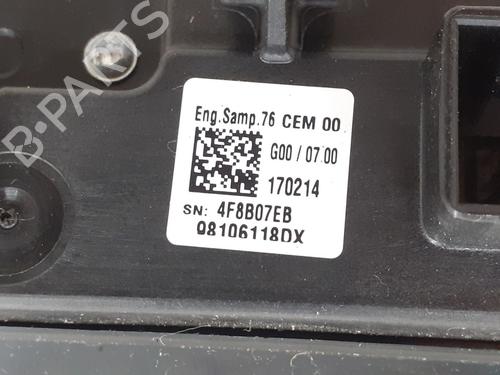 B-PARTS
Eng.Samp.76 CEM 00
G00 / 07.00
170214
SN: 4F8B07EB
98106118DX